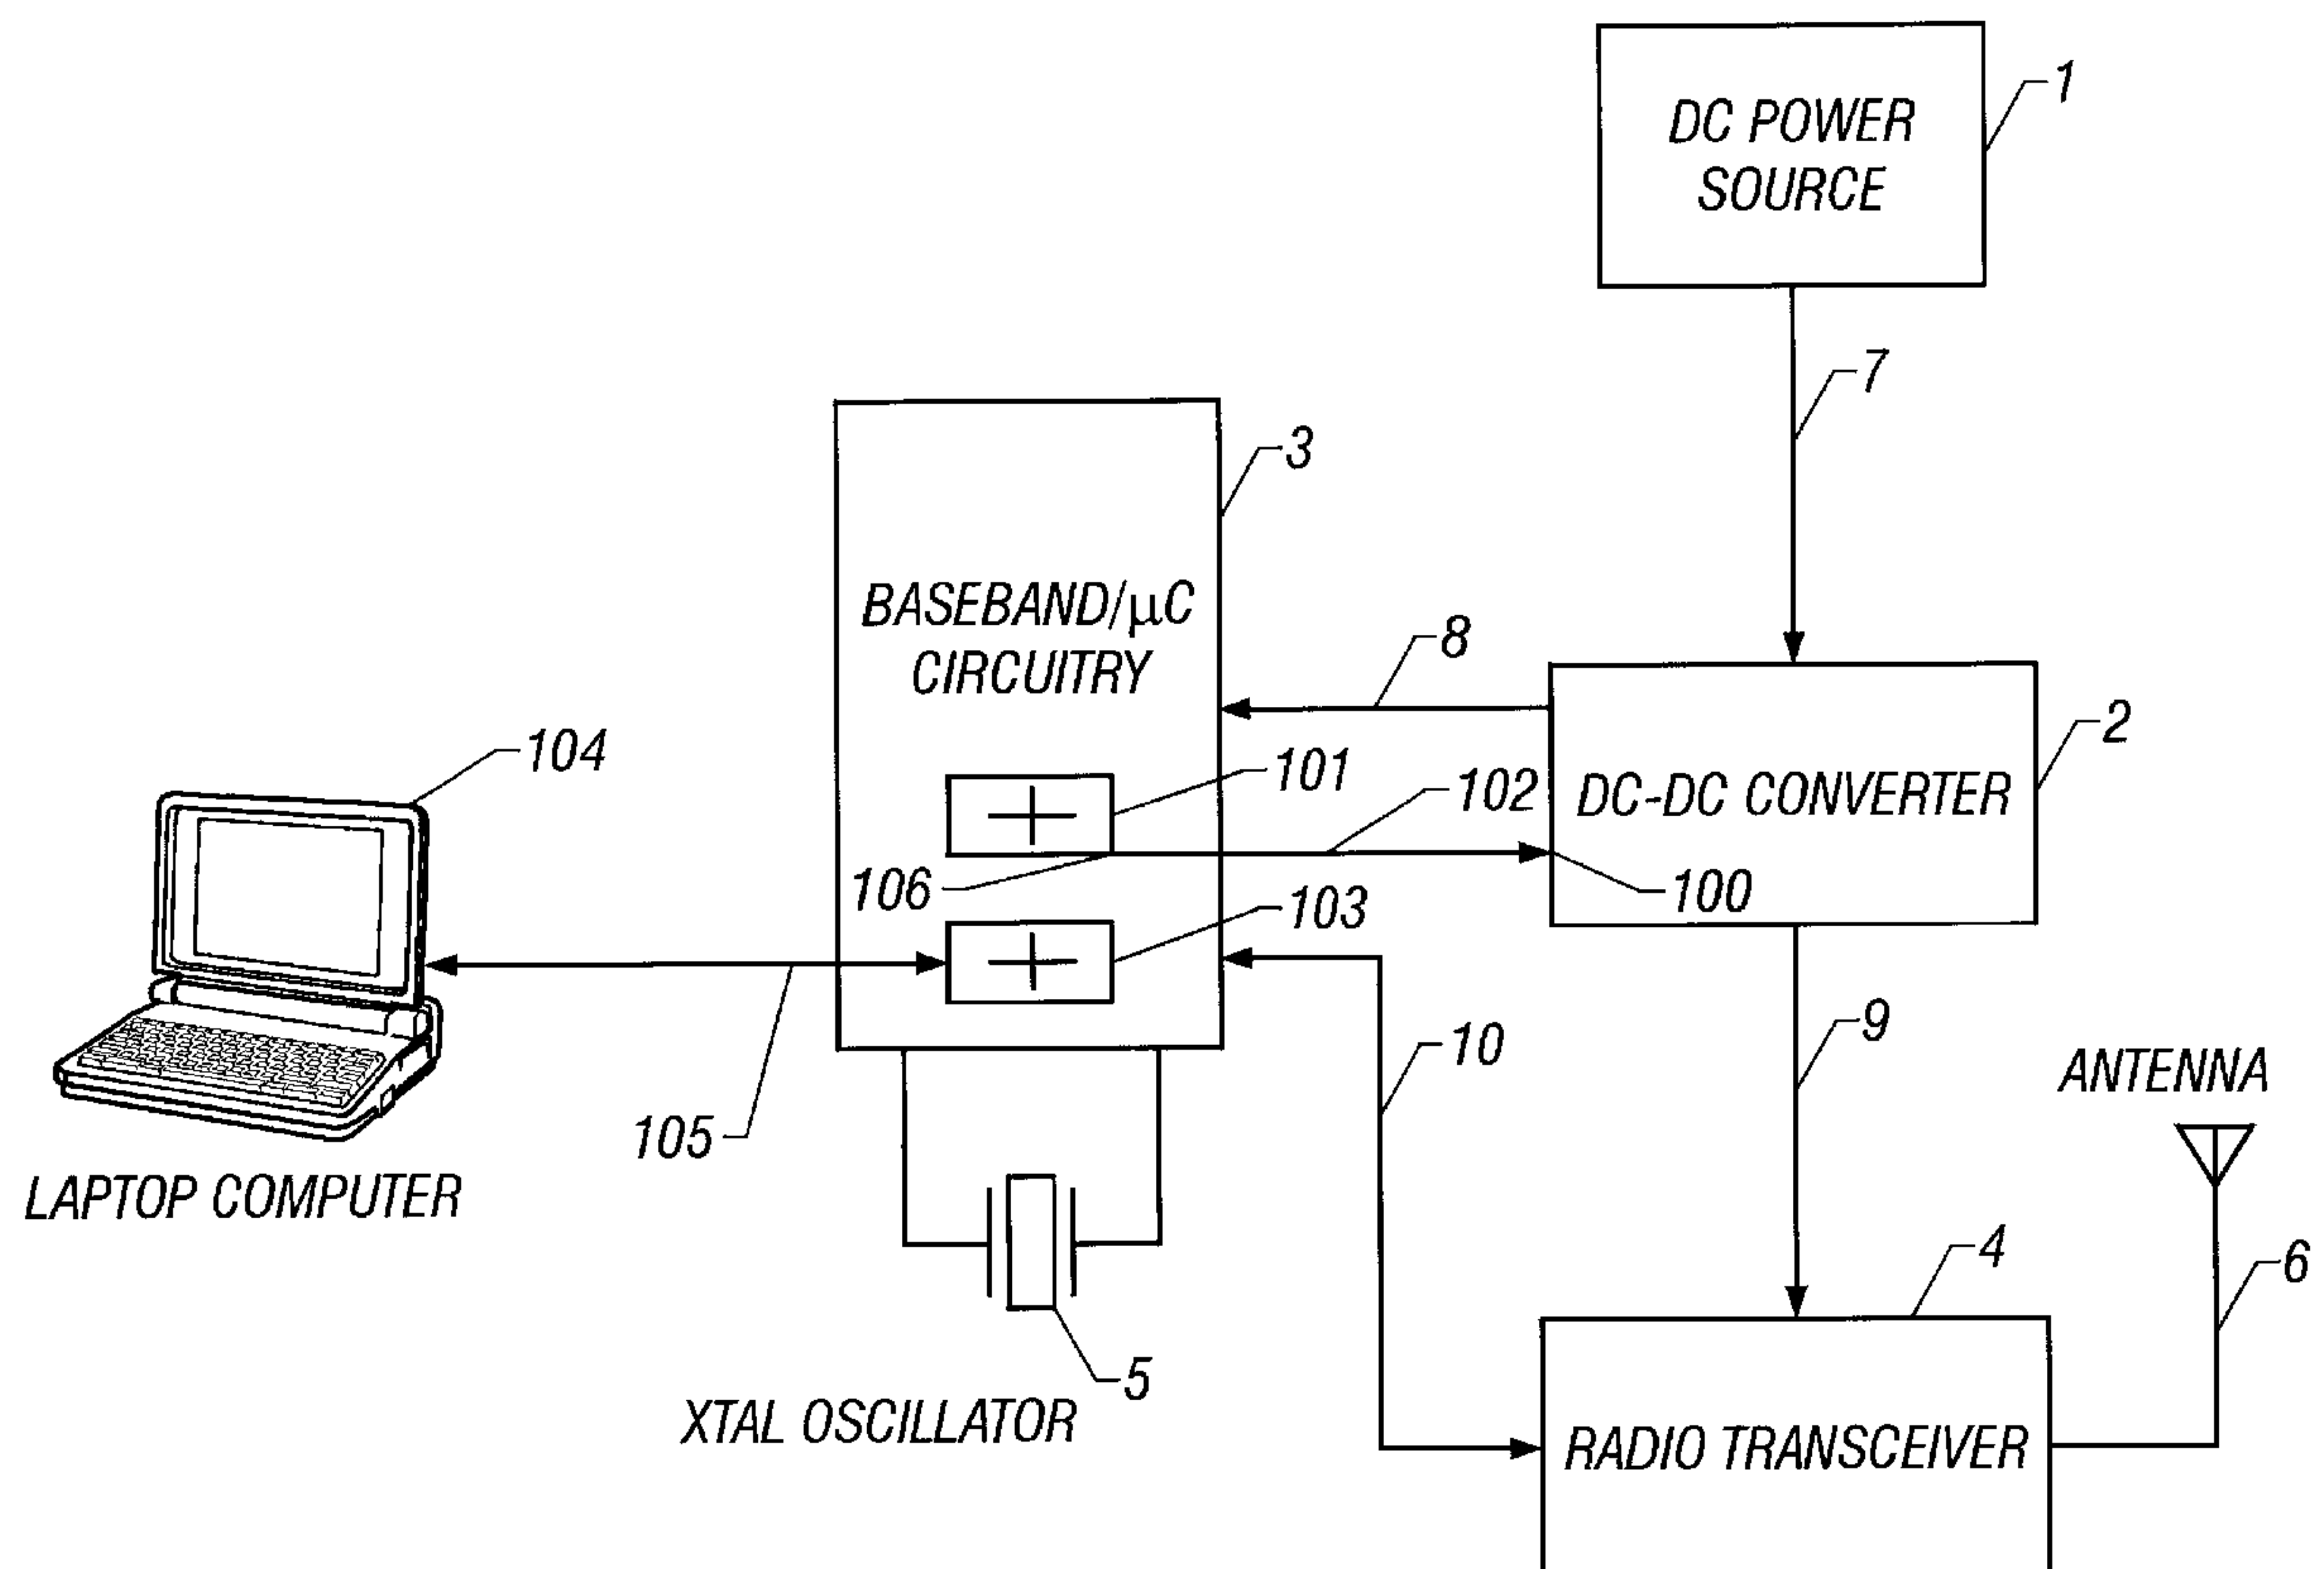 DC POWER
SOURCE
1
7
3
BASEBAND/μC
CIRCUITRY
8
2
DC-DC CONVERTER
104
101
102
106
100
103
9
10
ANTENNA
105
LAPTOP COMPUTER
4
6
5
XTAL OSCILLATOR
RADIO TRANSCEIVER